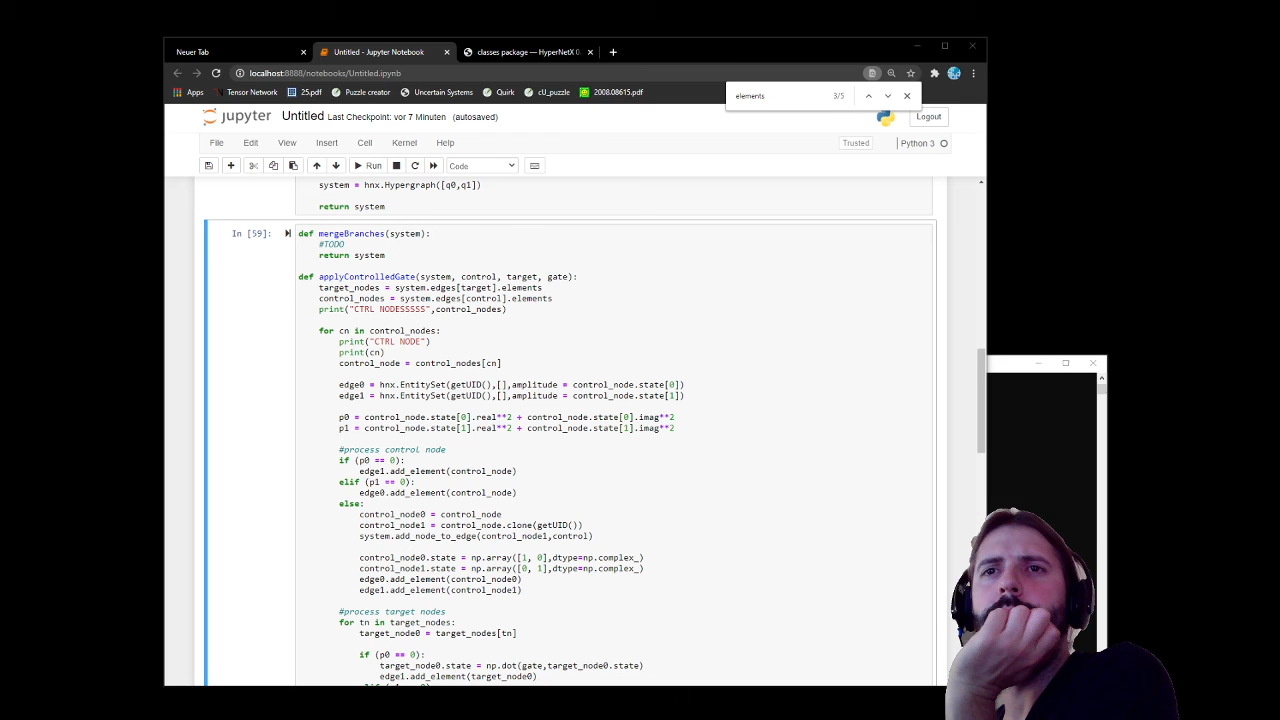 Neuer Tab
Untitled - Jupyter Notebook
classes package — HyperNetX 0.
localhost:8888/notebooks/Untitled.ipynb
Apps
Tensor Network
25.pdf
Puzzle creator
Uncertain Systems
Quirk
cU_puzzle
2008.08615.pdf
elements
3/5
jupyter
Untitled Last Checkpoint: vor 7 Minuten (autosaved)
Logout
File Edit View Insert Cell Kernel Help
Trusted
Python 3
Run
Code
system = hnx.Hypergraph([q0,q1])
return system
In [59]:
def mergeBranches(system):
#TODO
return system
def applyControlledGate(system, control, target, gate):
target_nodes = system.edges[target].elements
control_nodes = system.edges[control].elements
print("CTRL NODESSSSS",control_nodes)
for cn in control_nodes:
print("CTRL NODE")
print(cn)
control_node = control_nodes[cn]
edge0 = hnx.EntitySet(getUID(),[],amplitude = control_node.state[0])
edge1 = hnx.EntitySet(getUID(),[],amplitude = control_node.state[1])
p0 = control_node.state[0].real**2 + control_node.state[0].imag**2
p1 = control_node.state[1].real**2 + control_node.state[1].imag**2
#process control node
if (p0 == 0):
edge1.add_element(control_node)
elif (p1 == 0):
edge0.add_element(control_node)
else:
control_node0 = control_node
control_node1 = control_node.clone(getUID())
system.add_node_to_edge(control_node1,control)
control_node0.state = np.array([1, 0],dtype=np.complex_)
control_node1.state = np.array([0, 1],dtype=np.complex_)
edge0.add_element(control_node0)
edge1.add_element(control_node1)
#process target nodes
for tn in target_nodes:
target_node0 = target_nodes[tn]
if (p0 == 0):
target_node0.state = np.dot(gate,target_node0.state)
edge1.add_element(target_node0)